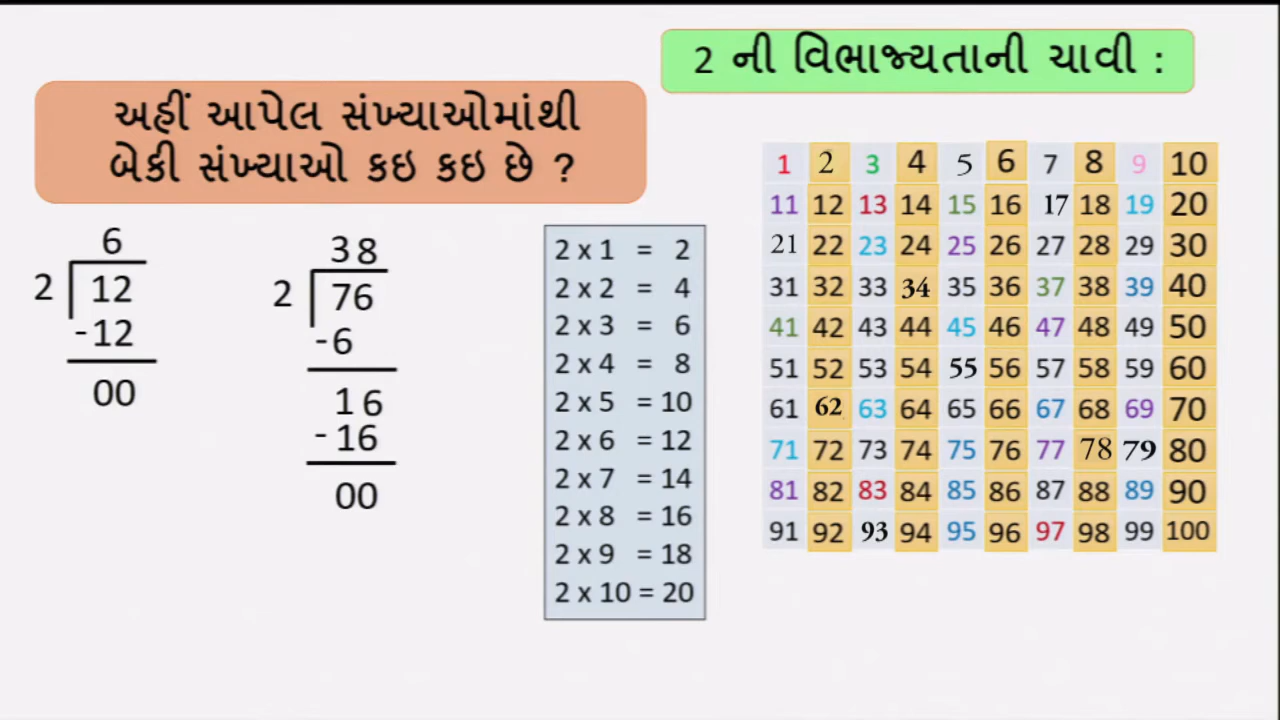 2 ની વિભાજ્યતાની ચાવી :
અહીં આપેલ સંખ્યાઓમાંથી
બેકી સંખ્યાઓ કઇ કઇ છે ?
6
2 12
-12
00
38
2 76
-6
16
-16
00
2 x 1 = 2
2 x 2 = 4
2 x 3 = 6
2 x 4 = 8
2 x 5 = 10
2 x 6 = 12
2 x 7 = 14
2 x 8 = 16
2 x 9 = 18
2 x 10 = 20
1 2 3 4 5 6 7 8 9 10
11 12 13 14 15 16 17 18 19 20
21 22 23 24 25 26 27 28 29 30
31 32 33 34 35 36 37 38 39 40
41 42 43 44 45 46 47 48 49 50
51 52 53 54 55 56 57 58 59 60
61 62 63 64 65 66 67 68 69 70
71 72 73 74 75 76 77 78 79 80
81 82 83 84 85 86 87 88 89 90
91 92 93 94 95 96 97 98 99 100